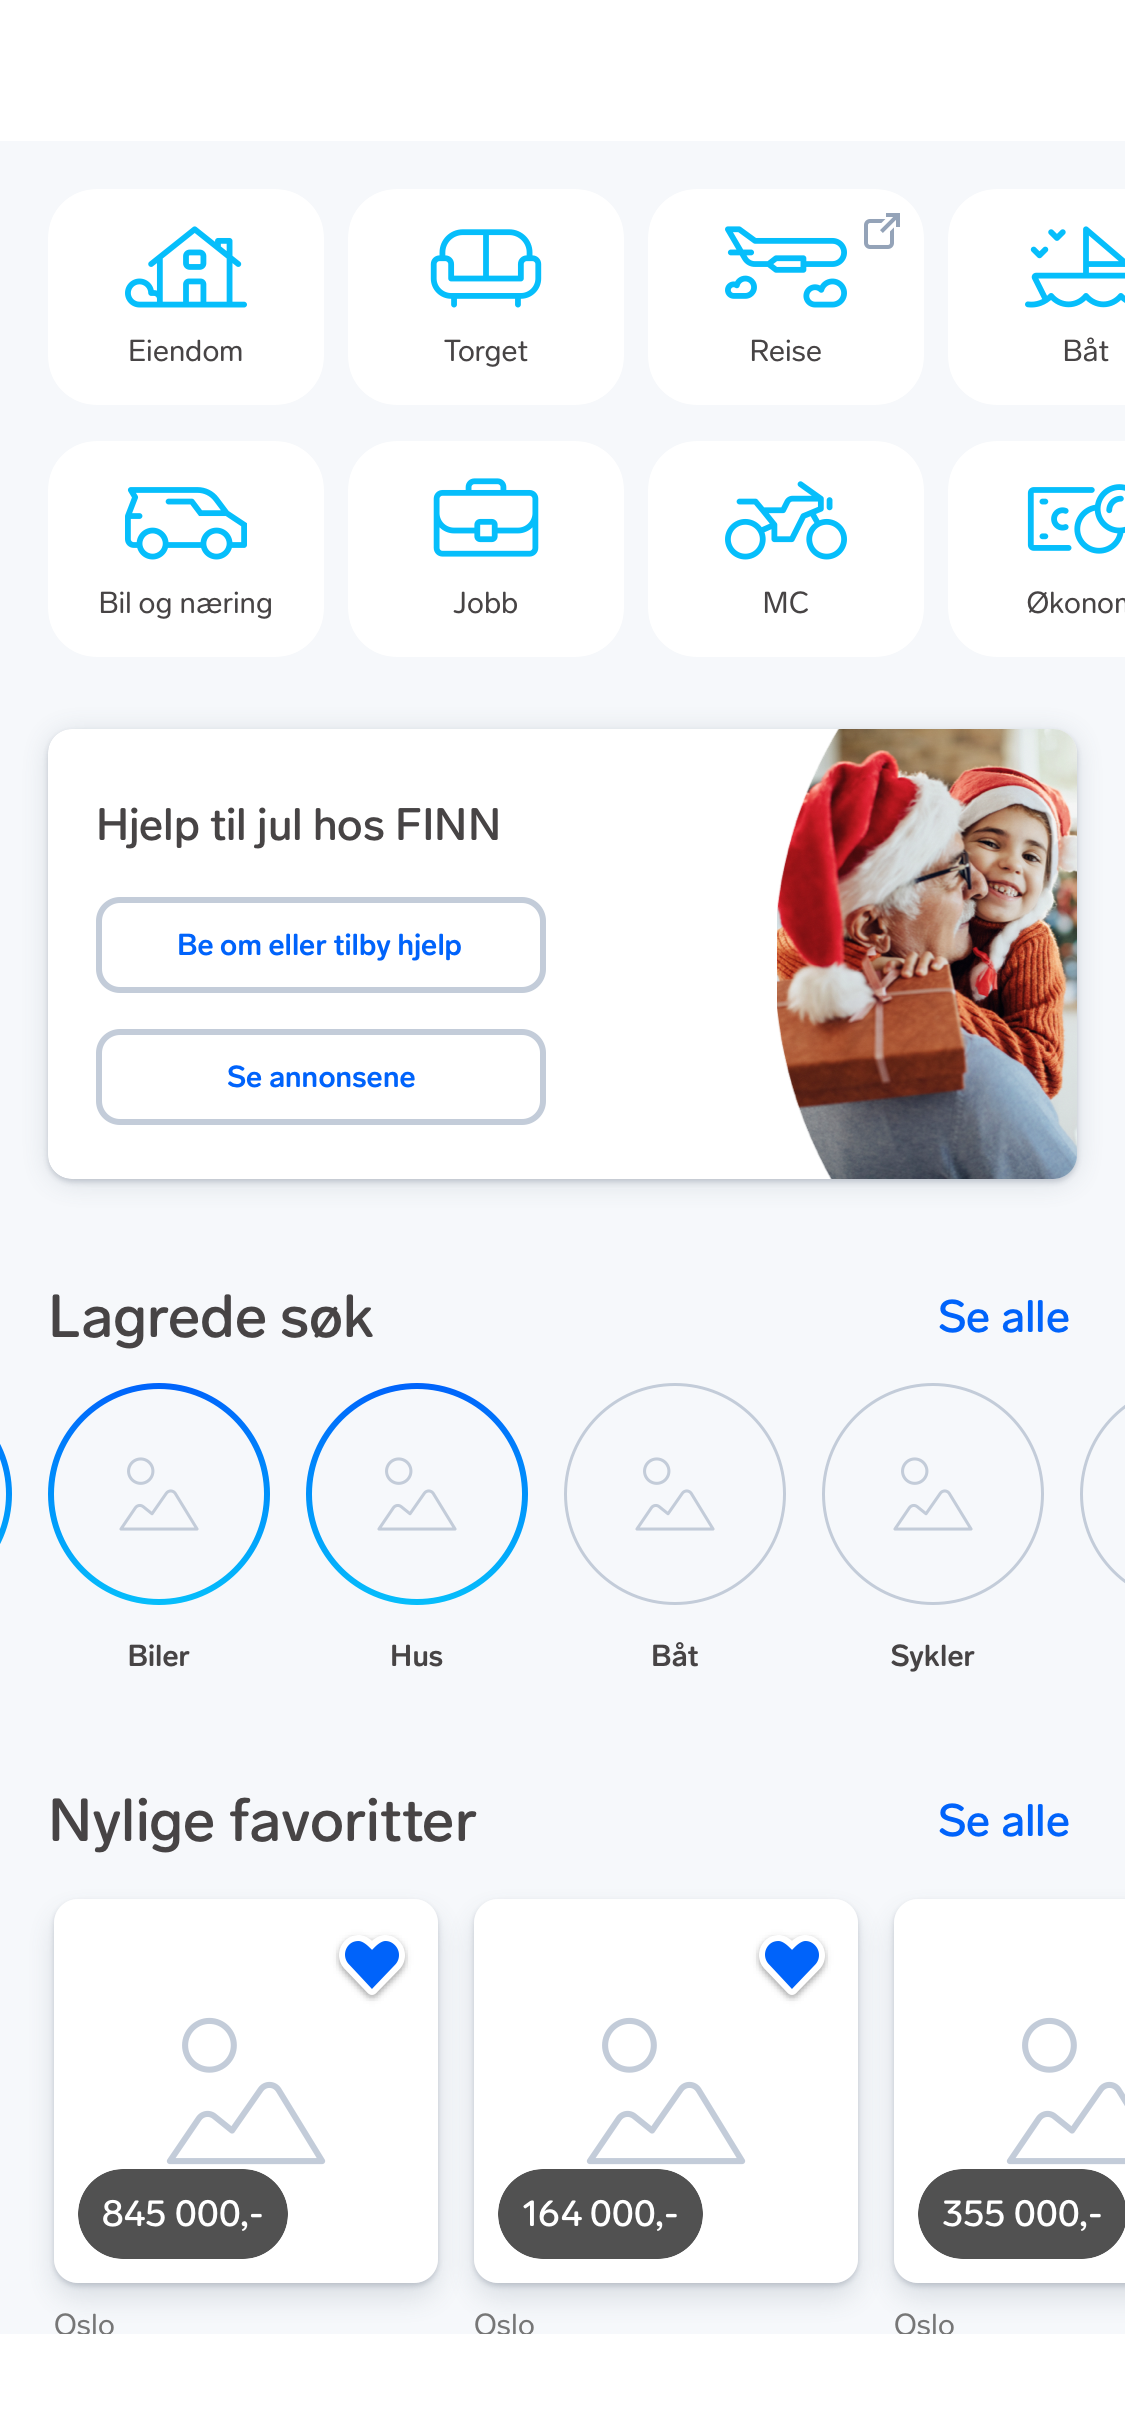 Eiendom
Torget
Reise
Båt
Bil og næring
Jobb
MC
Hjelp til jul hos FINN
Be om eller tilby hjelp
Se annonsene
Lagrede søk
Se alle
Biler
Hus
Båt
Sykler
Nylige favoritter
Se alle
845 000,-
164 000,-
355 000,-
Oslo
Oslo
Oslo